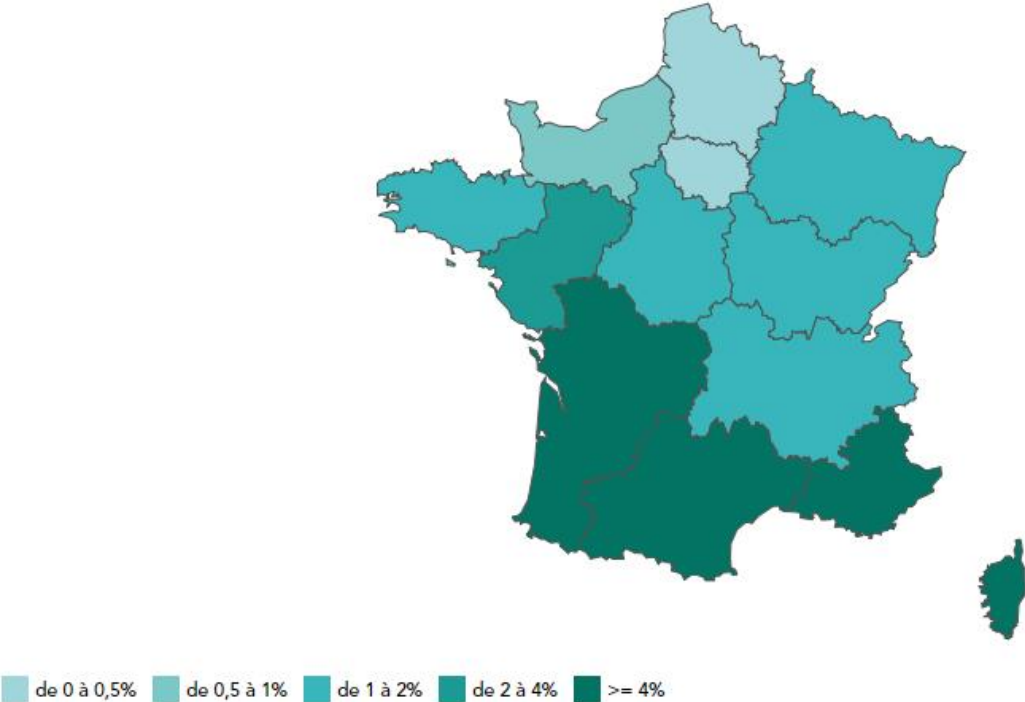 de 0 à 0,5% de 0,5 à 1% de 1 à 2% de 2 à 4% >= 4%